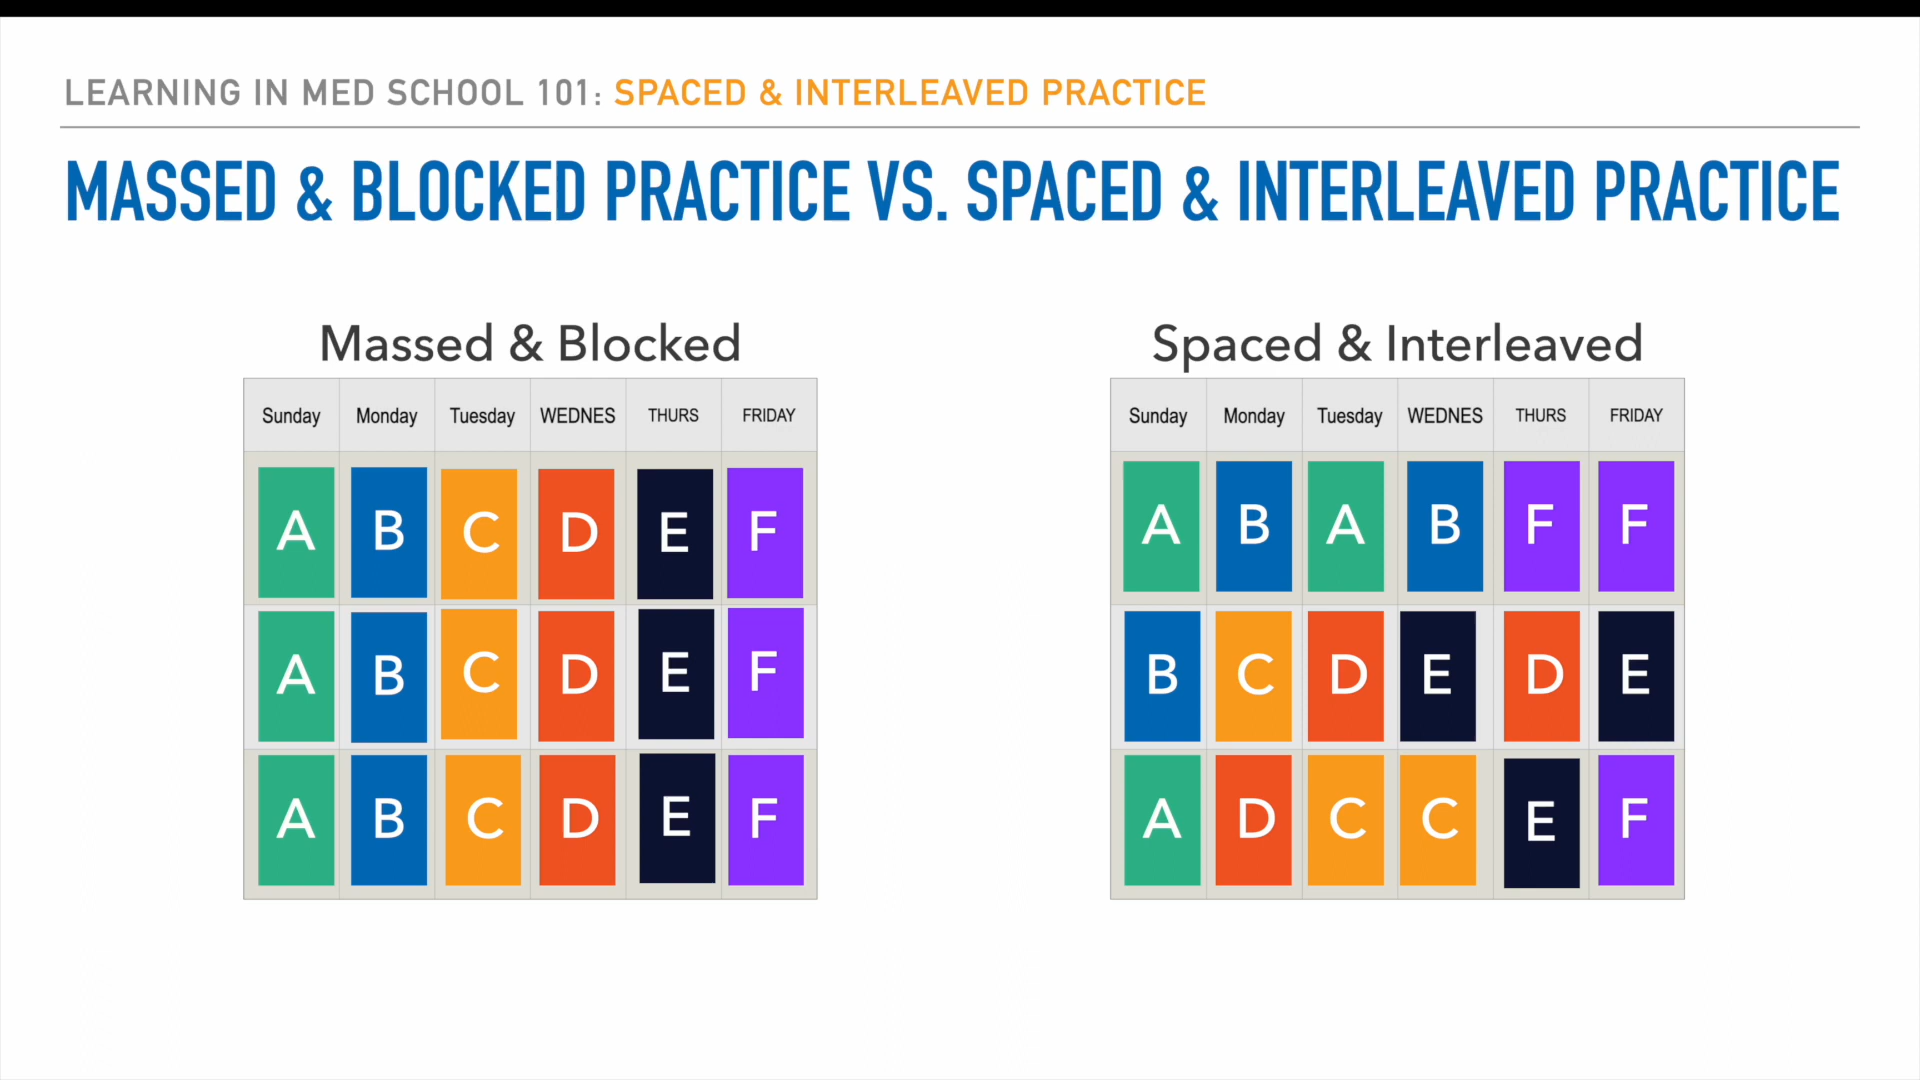 LEARNING IN MED SCHOOL 101: SPACED & INTERLEAVED PRACTICE
MASSED & BLOCKED PRACTICE VS. SPACED & INTERLEAVED PRACTICE
Massed & Blocked
Sunday Monday Tuesday WEDNES THURS FRIDAY
A B C D E F
A B C D E F
A B C D E F
Spaced & Interleaved
Sunday Monday Tuesday WEDNES THURS FRIDAY
A B A B F F
B C D E D E
A D C C E F